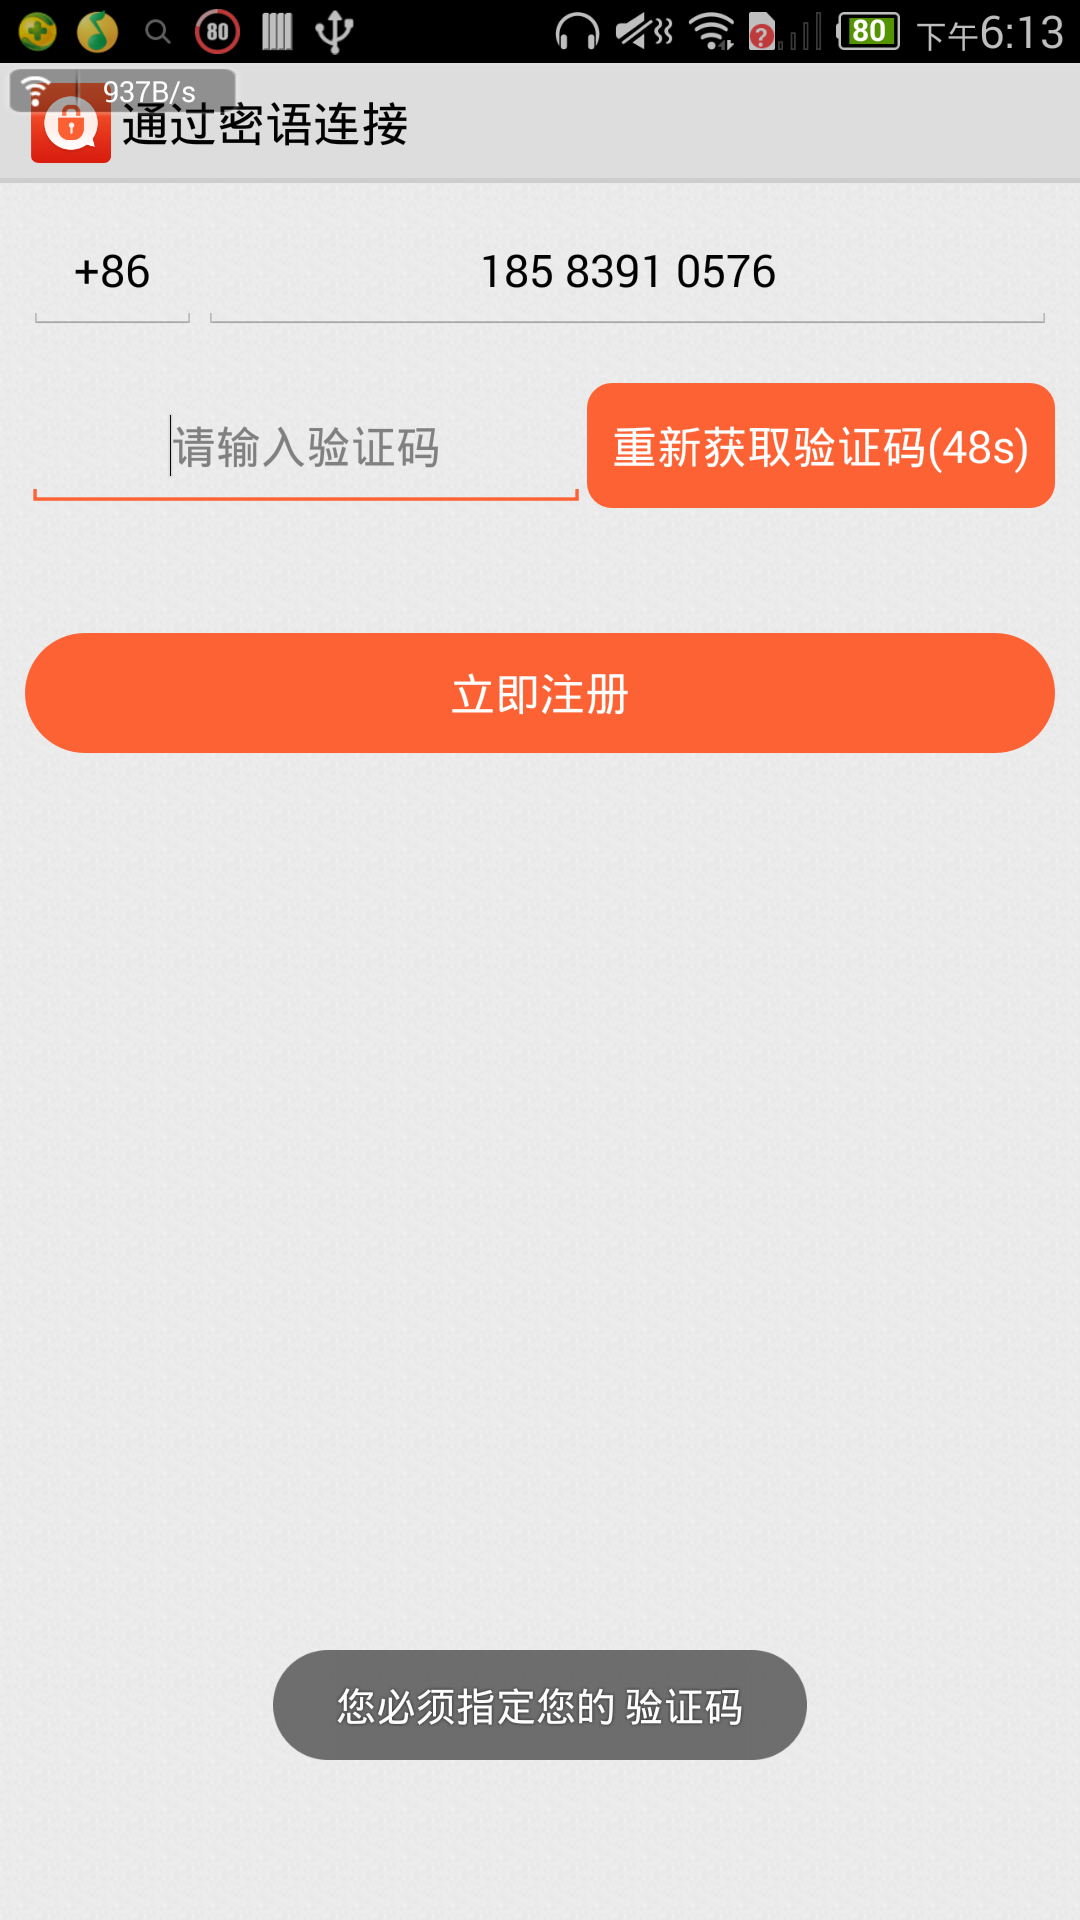 80
80
下午6:13
937B/s
通过密语连接
+86
185 8391 0576
请输入验证码
重新获取验证码(48s)
立即注册
您必须指定您的 验证码